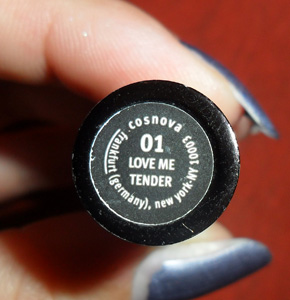 cosnova
frankfurt (germany), new york-NY 10003
01
LOVE ME
TENDER